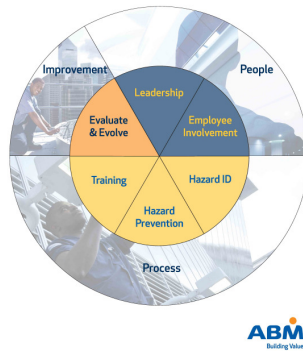 Improvement
People
Leadership
Evaluate
& Evolve
Employee
Involvement
Training
Hazard ID
Hazard
Prevention
Process
ABM
Building Value